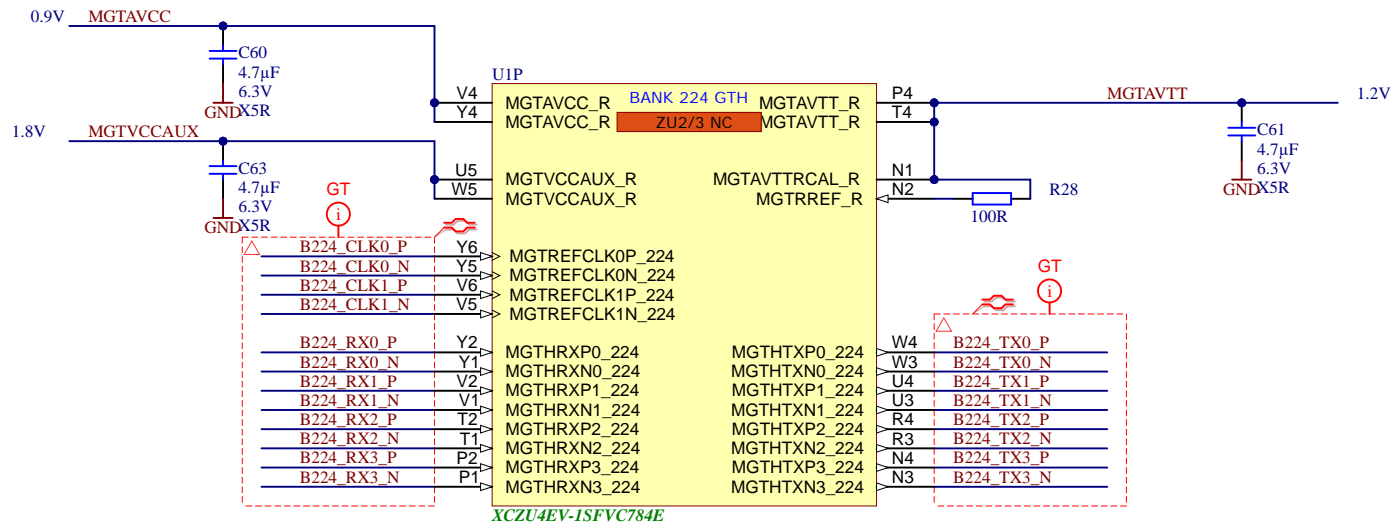 0.9V
MGTAVCC
C60
4.7µF
6.3V
X5R
GND
1.8V
MGTVCCAUX
C63
4.7µF
6.3V
X5R
GND
U1P
BANK 224 GTH
ZU2/3 NC
V4 MGTAVCC_R
Y4 MGTAVCC_R
U5 MGTVCCAUX_R
W5 MGTVCCAUX_R
MGTAVTT_R P4
MGTAVTT_R T4
MGTAVTTRCAL_R N1
MGTRREF_R N2
MGTAVTT
1.2V
C61
4.7µF
6.3V
X5R
GND
R28
100R
GT
i
B224_CLK0_P Y6 MGTREFCLK0P_224
B224_CLK0_N Y5 MGTREFCLK0N_224
B224_CLK1_P V6 MGTREFCLK1P_224
B224_CLK1_N V5 MGTREFCLK1N_224
B224_RX0_P Y2 MGTHRXP0_224
B224_RX0_N Y1 MGTHRXN0_224
B224_RX1_P V2 MGTHRXP1_224
B224_RX1_N V1 MGTHRXN1_224
B224_RX2_P T2 MGTHRXP2_224
B224_RX2_N T1 MGTHRXN2_224
B224_RX3_P P2 MGTHRXP3_224
B224_RX3_N P1 MGTHRXN3_224
GT
i
MGTHTXP0_224 W4 B224_TX0_P
MGTHTXN0_224 W3 B224_TX0_N
MGTHTXP1_224 U4 B224_TX1_P
MGTHTXN1_224 U3 B224_TX1_N
MGTHTXP2_224 R4 B224_TX2_P
MGTHTXN2_224 R3 B224_TX2_N
MGTHTXP3_224 N4 B224_TX3_P
MGTHTXN3_224 N3 B224_TX3_N
XCZU4EV-1SFVC784E